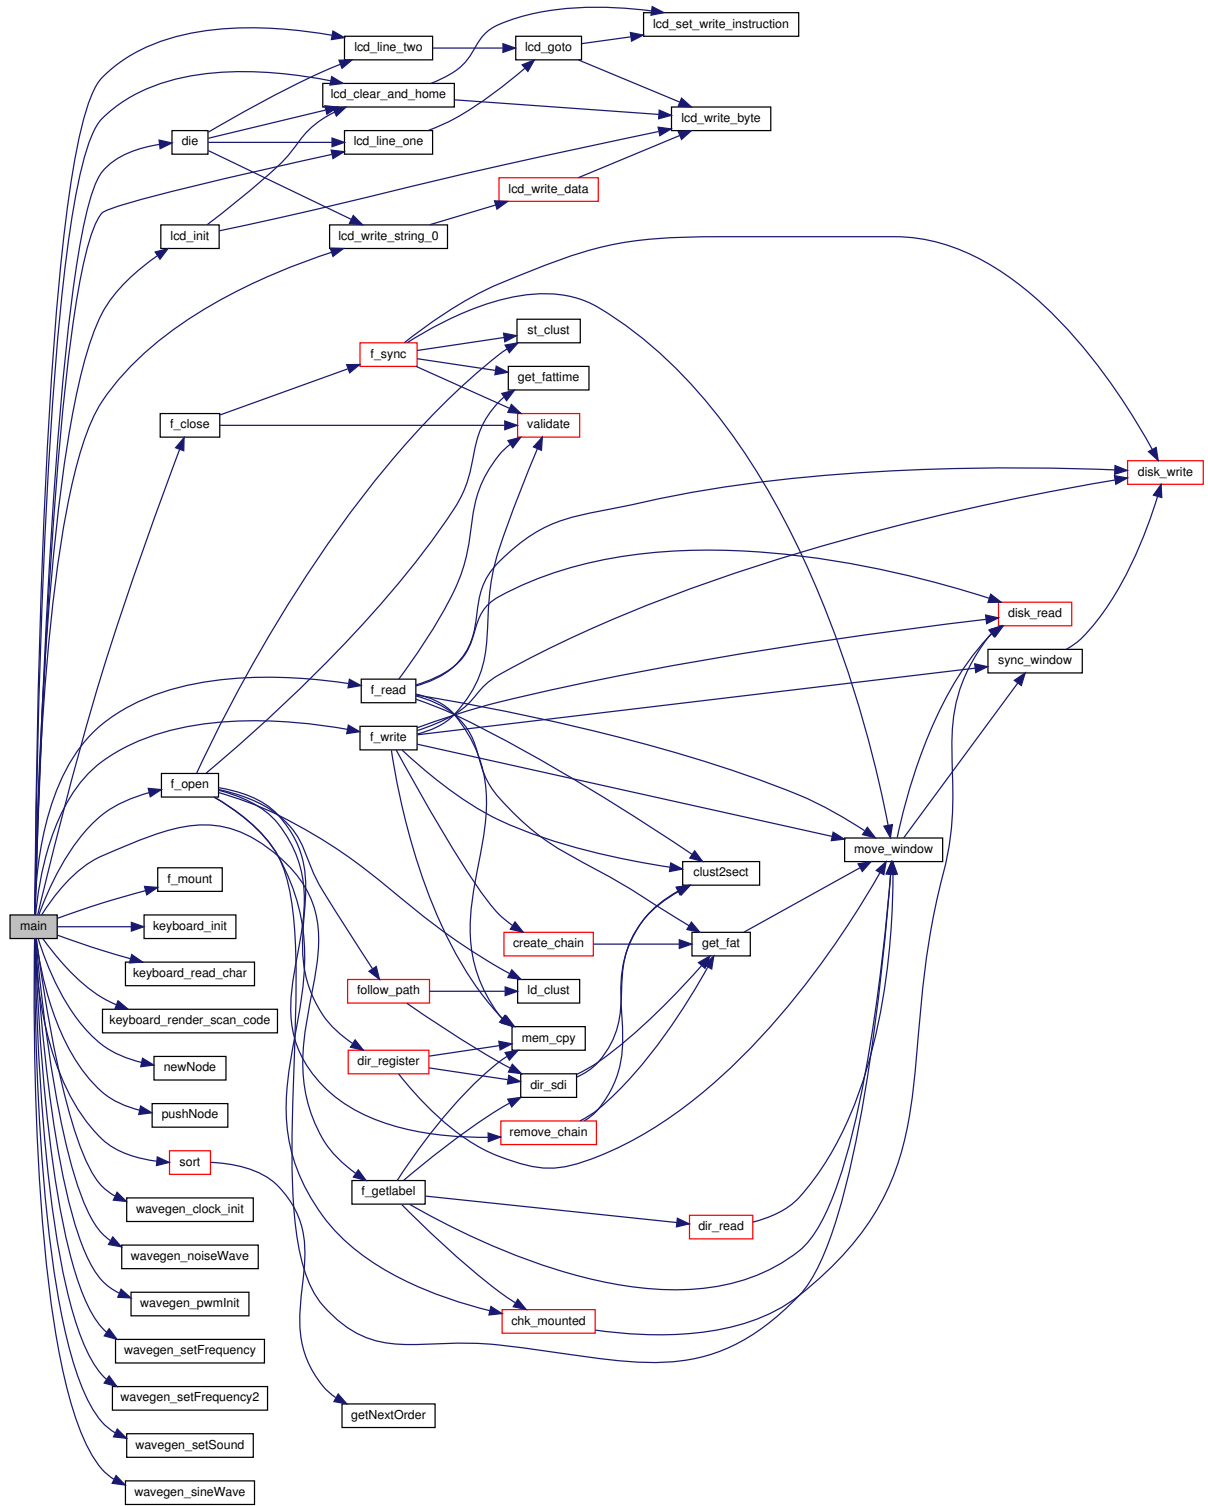 lcd_set_write_instruction
lcd_line_two
lcd_goto
lcd_clear_and_home
lcd_write_byte
die
lcd_line_one
lcd_write_data
lcd_init
lcd_write_string_0
st_clust
f_sync
get_fattime
f_close
validate
disk_write
disk_read
sync_window
f_read
f_write
f_open
move_window
clust2sect
f_mount
main
keyboard_init
create_chain
get_fat
keyboard_read_char
follow_path
ld_clust
keyboard_render_scan_code
mem_cpy
dir_register
newNode
dir_sdi
pushNode
remove_chain
sort
f_getlabel
wavegen_clock_init
dir_read
wavegen_noiseWave
wavegen_pwmInit
chk_mounted
wavegen_setFrequency
wavegen_setFrequency2
getNextOrder
wavegen_setSound
wavegen_sineWave